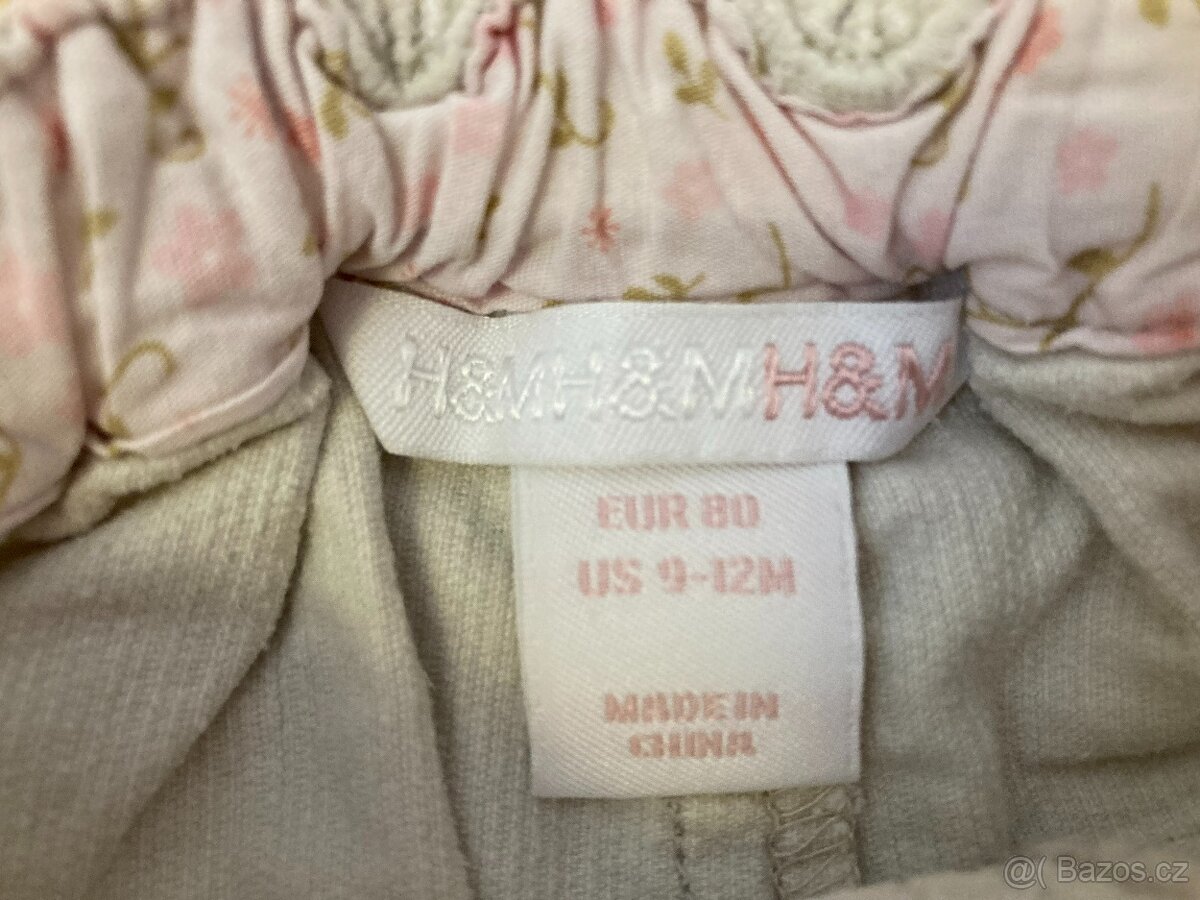 H&MH&MH&M
EUR 80
US 9-12M
MADE IN
CHINA
@( Bazos.cz